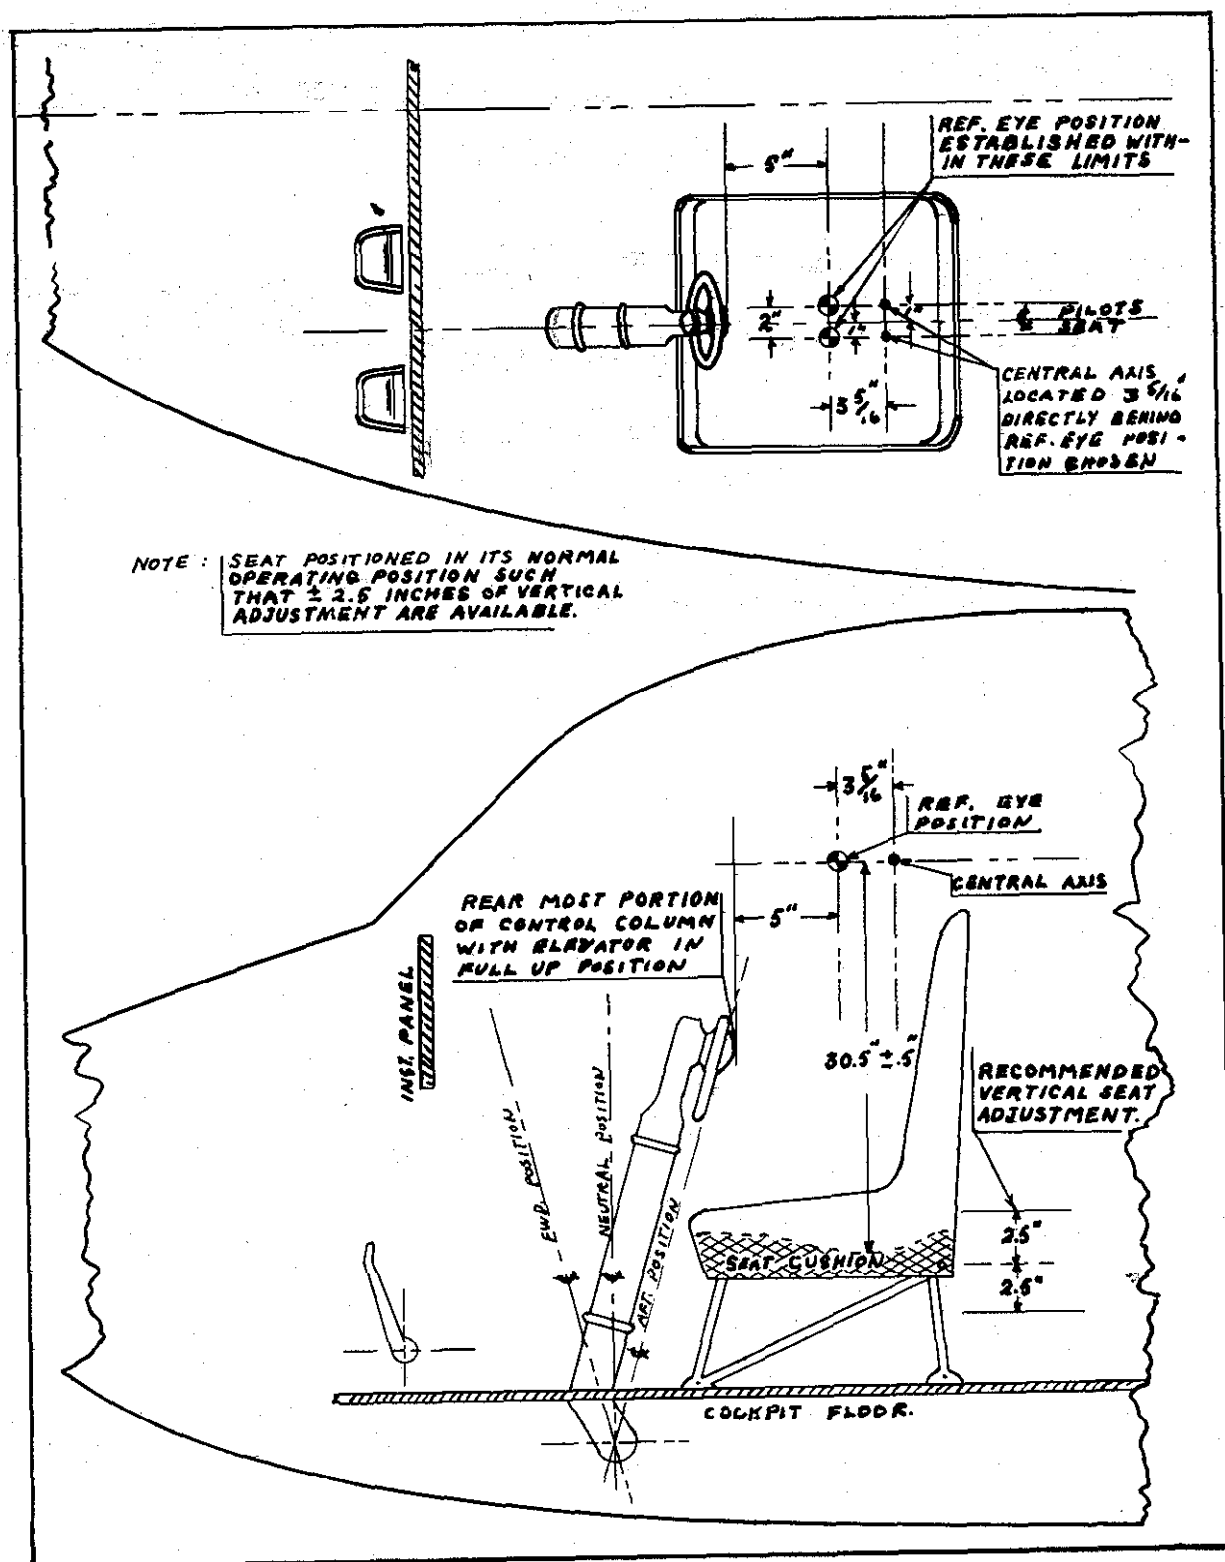 REF. EYE POSITION
ESTABLISHED WITH-
IN THESE LIMITS
5"
2"
1"
1"
PILOTS
SEAT
3 5/16"
CENTRAL AXIS
LOCATED 3 5/16"
DIRECTLY BEHIND
REF. EYE POSI-
TION CHOSEN
NOTE : SEAT POSITIONED IN ITS NORMAL
OPERATING POSITION SUCH
THAT ± 2.5 INCHES OF VERTICAL
ADJUSTMENT ARE AVAILABLE.
3 5/16"
REF. EYE
POSITION
CENTRAL AXIS
5"
REAR MOST PORTION
OF CONTROL COLUMN
WITH ELEVATOR IN
FULL UP POSITION
INST. PANEL
30.5" ± .5"
RECOMMENDED
VERTICAL SEAT
ADJUSTMENT.
FWD. POSITION
NEUTRAL POSITION
AFT. POSITION
2.5"
2.5"
SEAT CUSHION
COCKPIT FLOOR.